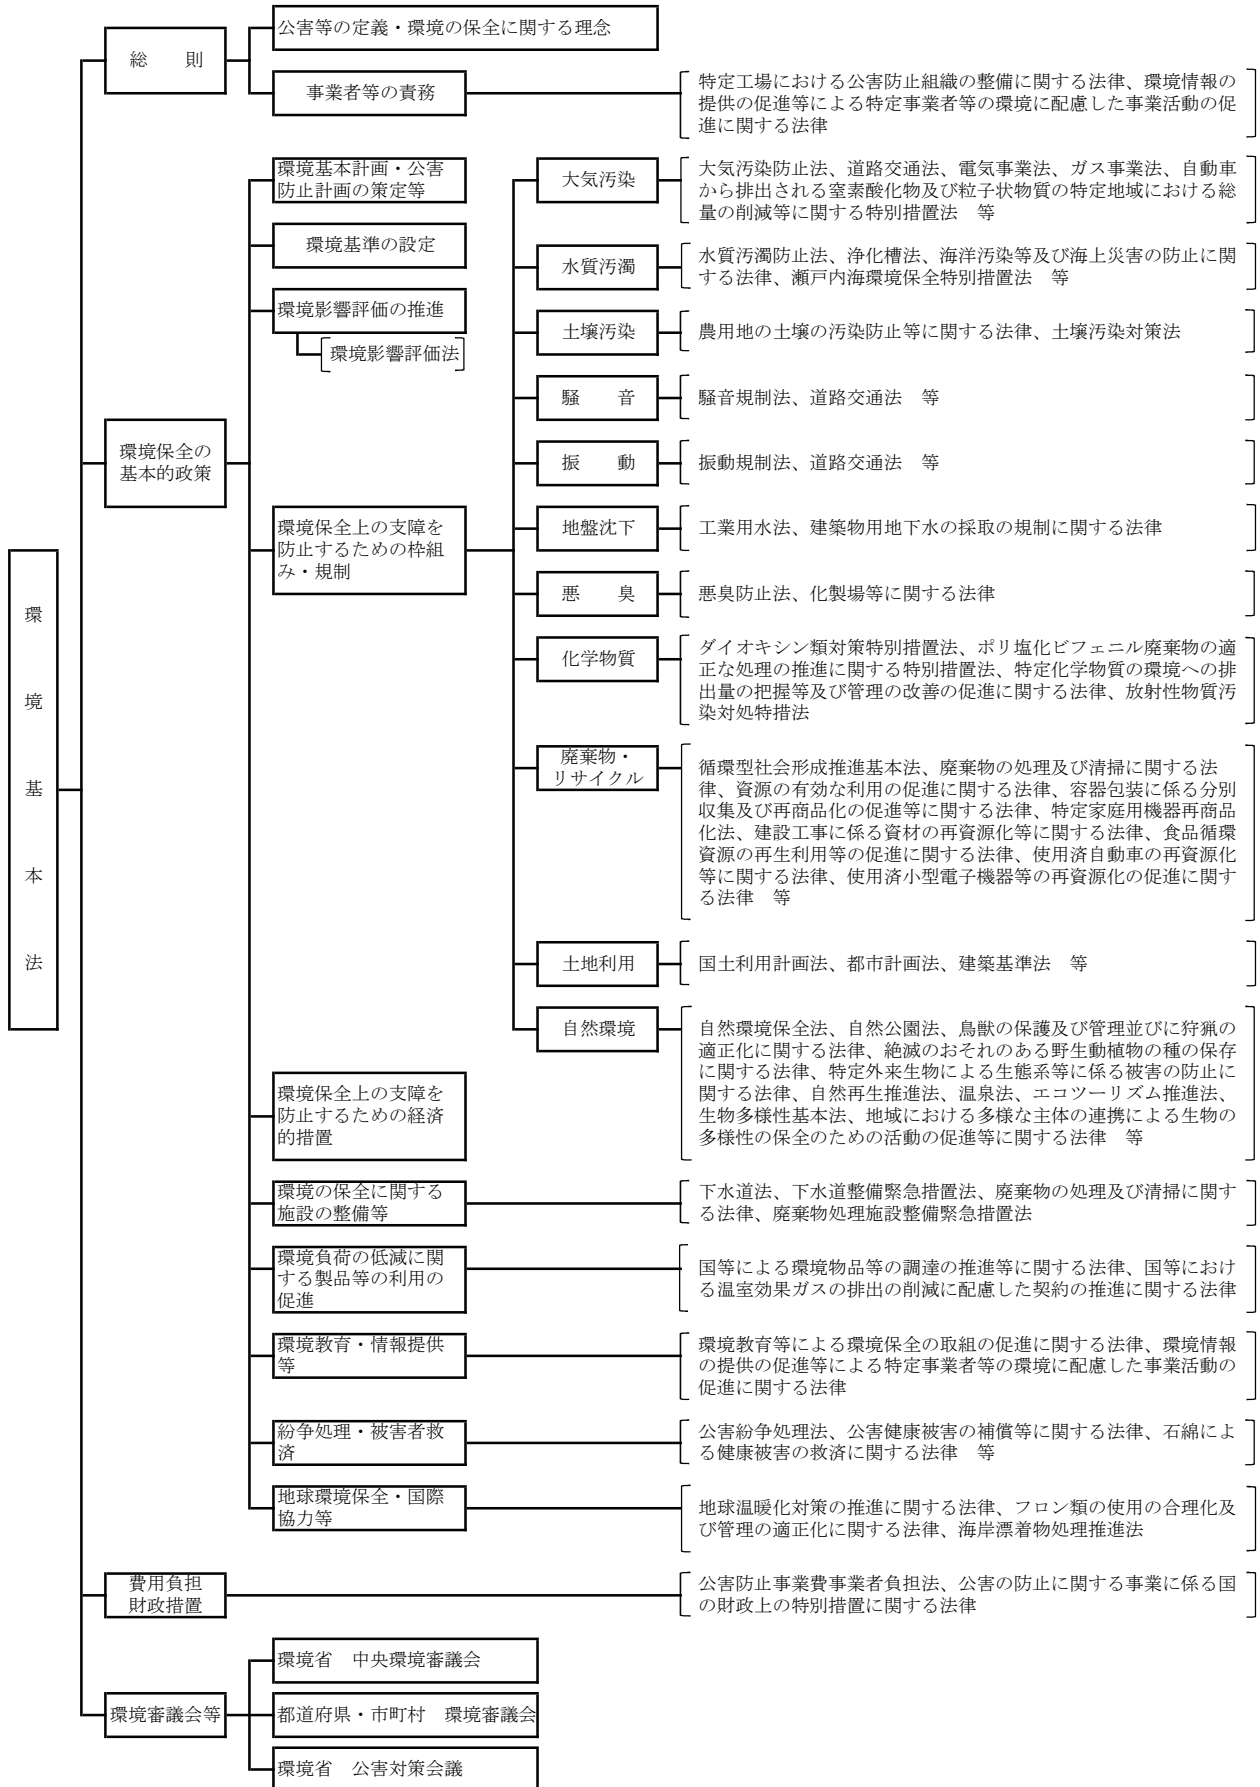 環境基本法
総　則
公害等の定義・環境の保全に関する理念
事業者等の責務
特定工場における公害防止組織の整備に関する法律、環境情報の
提供の促進等による特定事業者等の環境に配慮した事業活動の促
進に関する法律
環境保全の
基本的政策
環境基本計画・公害
防止計画の策定等
環境基準の設定
環境影響評価の推進
環境影響評価法
環境保全上の支障を
防止するための枠組
み・規制
大気汚染
大気汚染防止法、道路交通法、電気事業法、ガス事業法、自動車
から排出される窒素酸化物及び粒子状物質の特定地域における総
量の削減等に関する特別措置法　等
水質汚濁
水質汚濁防止法、浄化槽法、海洋汚染等及び海上災害の防止に関
する法律、瀬戸内海環境保全特別措置法　等
土壌汚染
農用地の土壌の汚染防止等に関する法律、土壌汚染対策法
騒　音
騒音規制法、道路交通法　等
振　動
振動規制法、道路交通法　等
地盤沈下
工業用水法、建築物用地下水の採取の規制に関する法律
悪　臭
悪臭防止法、化製場等に関する法律
化学物質
ダイオキシン類対策特別措置法、ポリ塩化ビフェニル廃棄物の適
正な処理の推進に関する特別措置法、特定化学物質の環境への排
出量の把握等及び管理の改善の促進に関する法律、放射性物質汚
染対処特措法
廃棄物・
リサイクル
循環型社会形成推進基本法、廃棄物の処理及び清掃に関する法
律、資源の有効な利用の促進に関する法律、容器包装に係る分別
収集及び再商品化の促進等に関する法律、特定家庭用機器再商品
化法、建設工事に係る資材の再資源化等に関する法律、食品循環
資源の再生利用等の促進に関する法律、使用済自動車の再資源化
等に関する法律、使用済小型電子機器等の再資源化の促進に関す
る法律　等
土地利用
国土利用計画法、都市計画法、建築基準法　等
自然環境
自然環境保全法、自然公園法、鳥獣の保護及び管理並びに狩猟の
適正化に関する法律、絶滅のおそれのある野生動植物の種の保存
に関する法律、特定外来生物による生態系等に係る被害の防止に
関する法律、自然再生推進法、温泉法、エコツーリズム推進法、
生物多様性基本法、地域における多様な主体の連携による生物の
多様性の保全のための活動の促進等に関する法律　等
環境保全上の支障を
防止するための経済
的措置
環境の保全に関する
施設の整備等
下水道法、下水道整備緊急措置法、廃棄物の処理及び清掃に関す
る法律、廃棄物処理施設整備緊急措置法
環境負荷の低減に関
する製品等の利用の
促進
国等による環境物品等の調達の推進等に関する法律、国等におけ
る温室効果ガスの排出の削減に配慮した契約の推進に関する法律
環境教育・情報提供
等
環境教育等による環境保全の取組の促進に関する法律、環境情報
の提供の促進等による特定事業者等の環境に配慮した事業活動の
促進に関する法律
紛争処理・被害者救
済
公害紛争処理法、公害健康被害の補償等に関する法律、石綿によ
る健康被害の救済に関する法律　等
地球環境保全・国際
協力等
地球温暖化対策の推進に関する法律、フロン類の使用の合理化及
び管理の適正化に関する法律、海岸漂着物処理推進法
費用負担
財政措置
公害防止事業費事業者負担法、公害の防止に関する事業に係る国
の財政上の特別措置に関する法律
環境審議会等
環境省　中央環境審議会
都道府県・市町村　環境審議会
環境省　公害対策会議